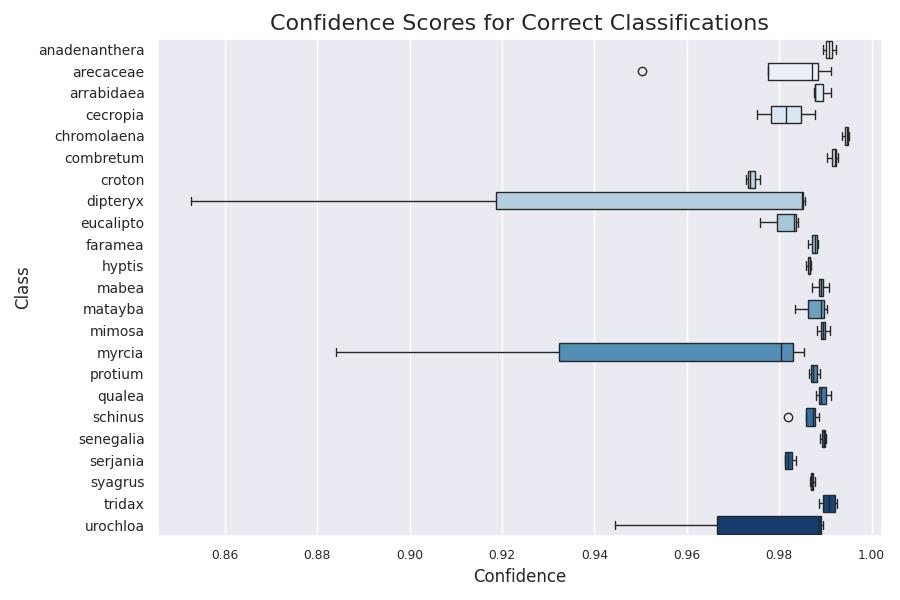 Confidence Scores for Correct Classifications
Class
anadenanthera
arecaceae
arrabidaea
cecropia
chromolaena
combretum
croton
dipteryx
eucalipto
faramea
hyptis
mabea
matayba
mimosa
myrcia
protium
qualea
schinus
senegalia
serjania
syagrus
tridax
urochloa
0.86 0.88 0.90 0.92 0.94 0.96 0.98 1.00
Confidence